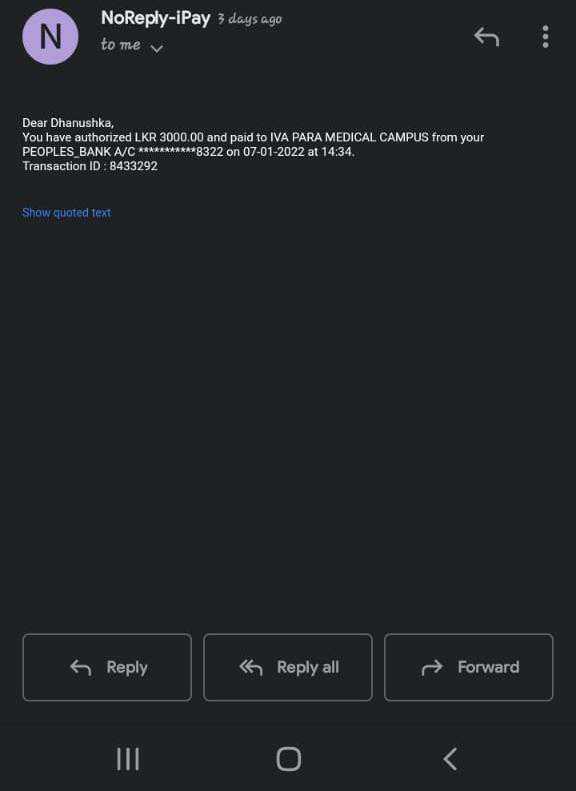 N
NoReply-iPay 3 days ago
to me
Dear Dhanushka,
You have authorized LKR 3000.00 and paid to IVA PARA MEDICAL CAMPUS from your
PEOPLES_BANK A/C ***********8322 on 07-01-2022 at 14:34.
Transaction ID : 8433292
Show quoted text
Reply
Reply all
Forward